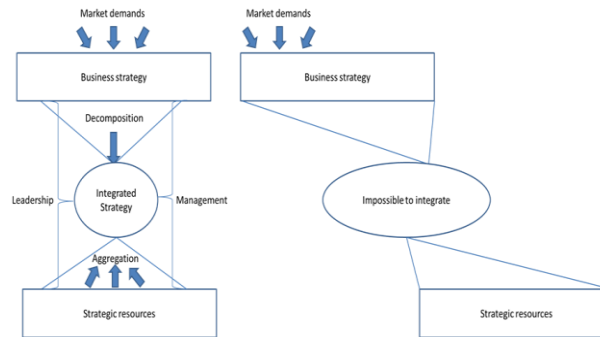 Market demands
Business strategy
Decomposition
Leadership
Integrated
Strategy
Management
Aggregation
Strategic resources
Market demands
Business strategy
Impossible to integrate
Strategic resources